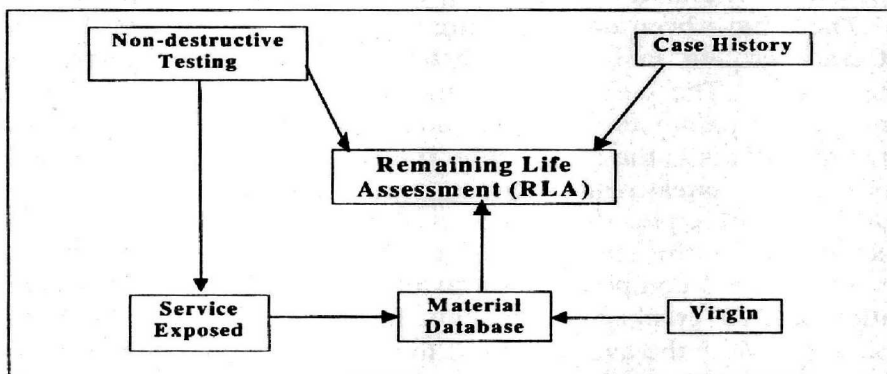 Non-destructive
Testing
Case History
Remaining Life
Assessment (RLA)
Service
Exposed
Material
Database
Virgin